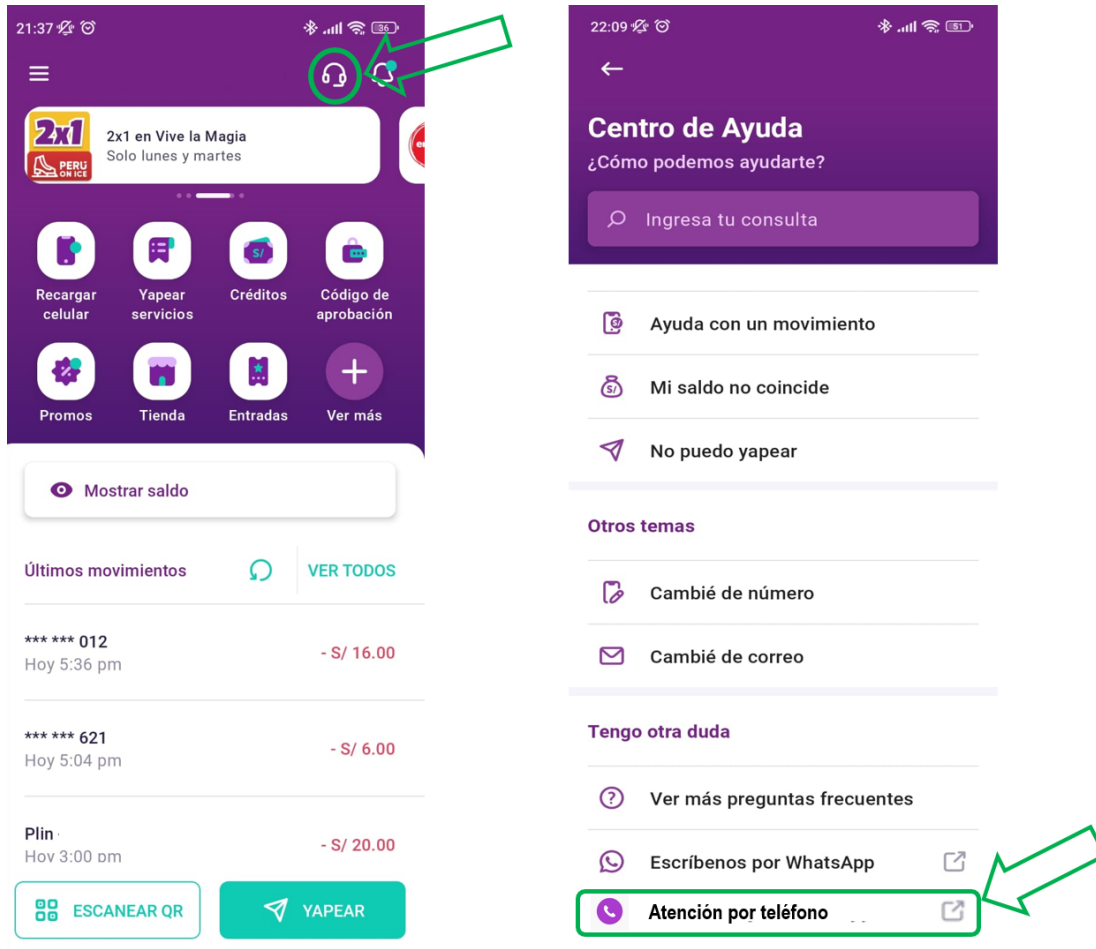 21:37
36
2x1
PERÚ
ON ICE
2x1 en Vive la Magia
Solo lunes y martes
Recargar
celular
Yapear
servicios
S/
Créditos
Código de
aprobación
Promos
Tienda
Entradas
Ver más
Mostrar saldo
Últimos movimientos
VER TODOS
*** *** 012
Hoy 5:36 pm
- S/ 16.00
*** *** 621
Hoy 5:04 pm
- S/ 6.00
Plin
Hoy 3:00 pm
- S/ 20.00
ESCANEAR QR
YAPEAR
22:09
51
Centro de Ayuda
¿Cómo podemos ayudarte?
Ingresa tu consulta
Ayuda con un movimiento
S/
Mi saldo no coincide
No puedo yapear
Otros temas
Cambié de número
Cambié de correo
Tengo otra duda
Ver más preguntas frecuentes
Escríbenos por WhatsApp
Atención por teléfono